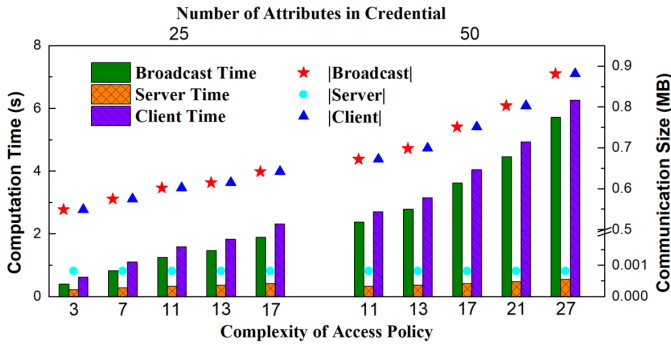 Number of Attributes in Credential
25 50
8
6
4
2
0
Computation Time (s)
Broadcast Time
Server Time
Client Time
|Broadcast|
|Server|
|Client|
0.9
0.8
0.7
0.6
0.5
0.001
0.000
Communication Size (MB)
3 7 11 13 17 11 13 17 21 27
Complexity of Access Policy